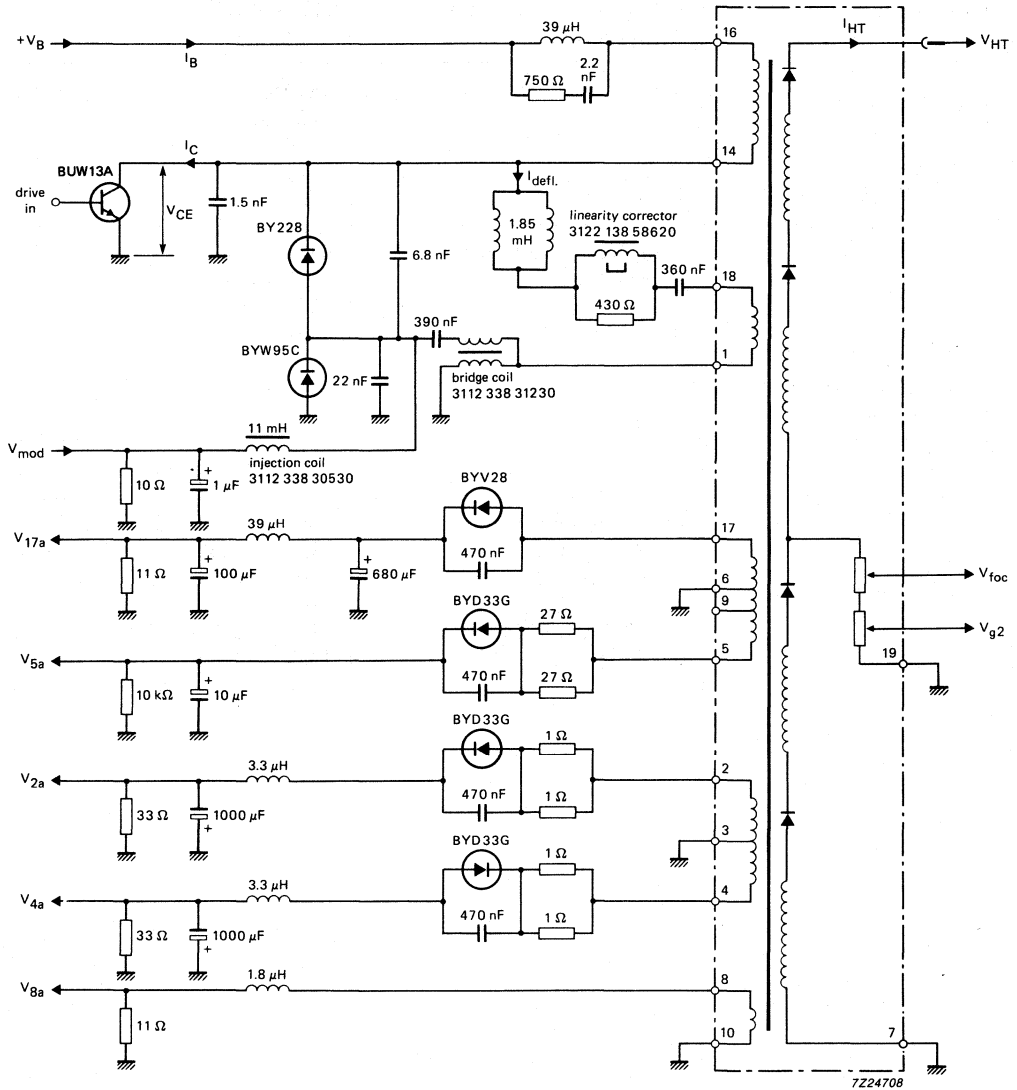 +V_B
I_B
39 µH
750 Ω
2.2 nF
16
I_HT
V_HT
BUW13A
drive in
I_C
V_CE
1.5 nF
BY228
6.8 nF
I_defl.
1.85 mH
linearity corrector
3122 138 58620
430 Ω
360 nF
14
18
1
BYW95C
22 nF
390 nF
bridge coil
3112 338 31230
V_mod
10 Ω
+
1 µF
11 mH
injection coil
3112 338 30530
V_17a
11 Ω
+
100 µF
39 µH
+
680 µF
BYV28
470 nF
17
6
9
5
V_foc
V_g2
19
V_5a
10 kΩ
+
10 µF
BYD33G
470 nF
27 Ω
27 Ω
V_2a
33 Ω
1000 µF
+
3.3 µH
BYD33G
470 nF
1 Ω
1 Ω
2
3
4
V_4a
33 Ω
1000 µF
+
3.3 µH
BYD33G
470 nF
1 Ω
1 Ω
V_8a
11 Ω
1.8 µH
8
10
7
7Z24708